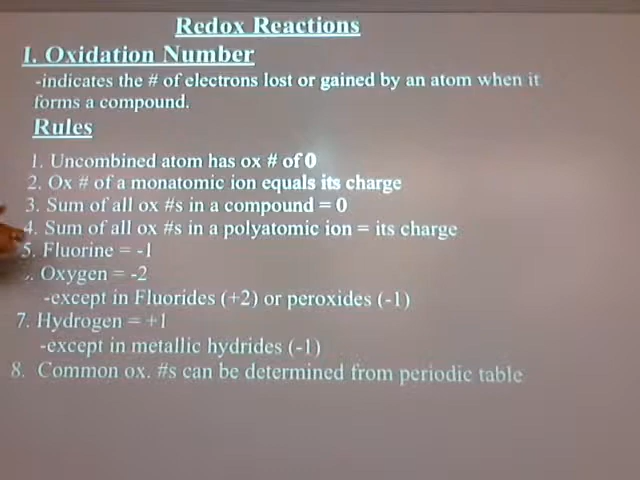 Redox Reactions
I. Oxidation Number
-indicates the # of electrons lost or gained by an atom when it
forms a compound.
Rules
1. Uncombined atom has ox # of 0
2. Ox # of a monatomic ion equals its charge
3. Sum of all ox #s in a compound = 0
4. Sum of all ox #s in a polyatomic ion = its charge
5. Fluorine = -1
. Oxygen = -2
-except in Fluorides (+2) or peroxides (-1)
7. Hydrogen = +1
-except in metallic hydrides (-1)
8. Common ox. #s can be determined from periodic table